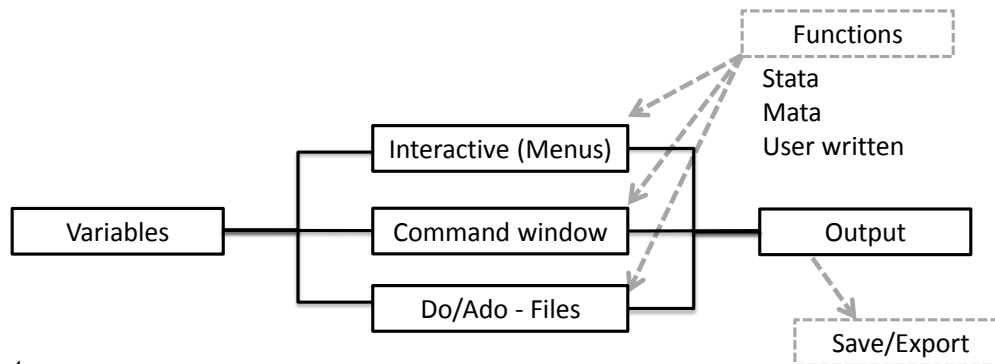 Functions
Stata
Mata
User written
Interactive (Menus)
Variables
Command window
Output
Do/Ado - Files
Save/Export